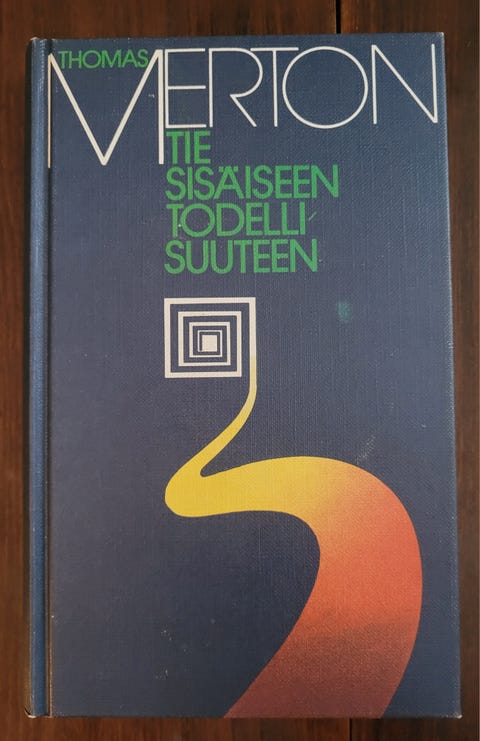 THOMAS
MERTON
TIE
SISÄISEEN
TODELLI
SUUTEEN